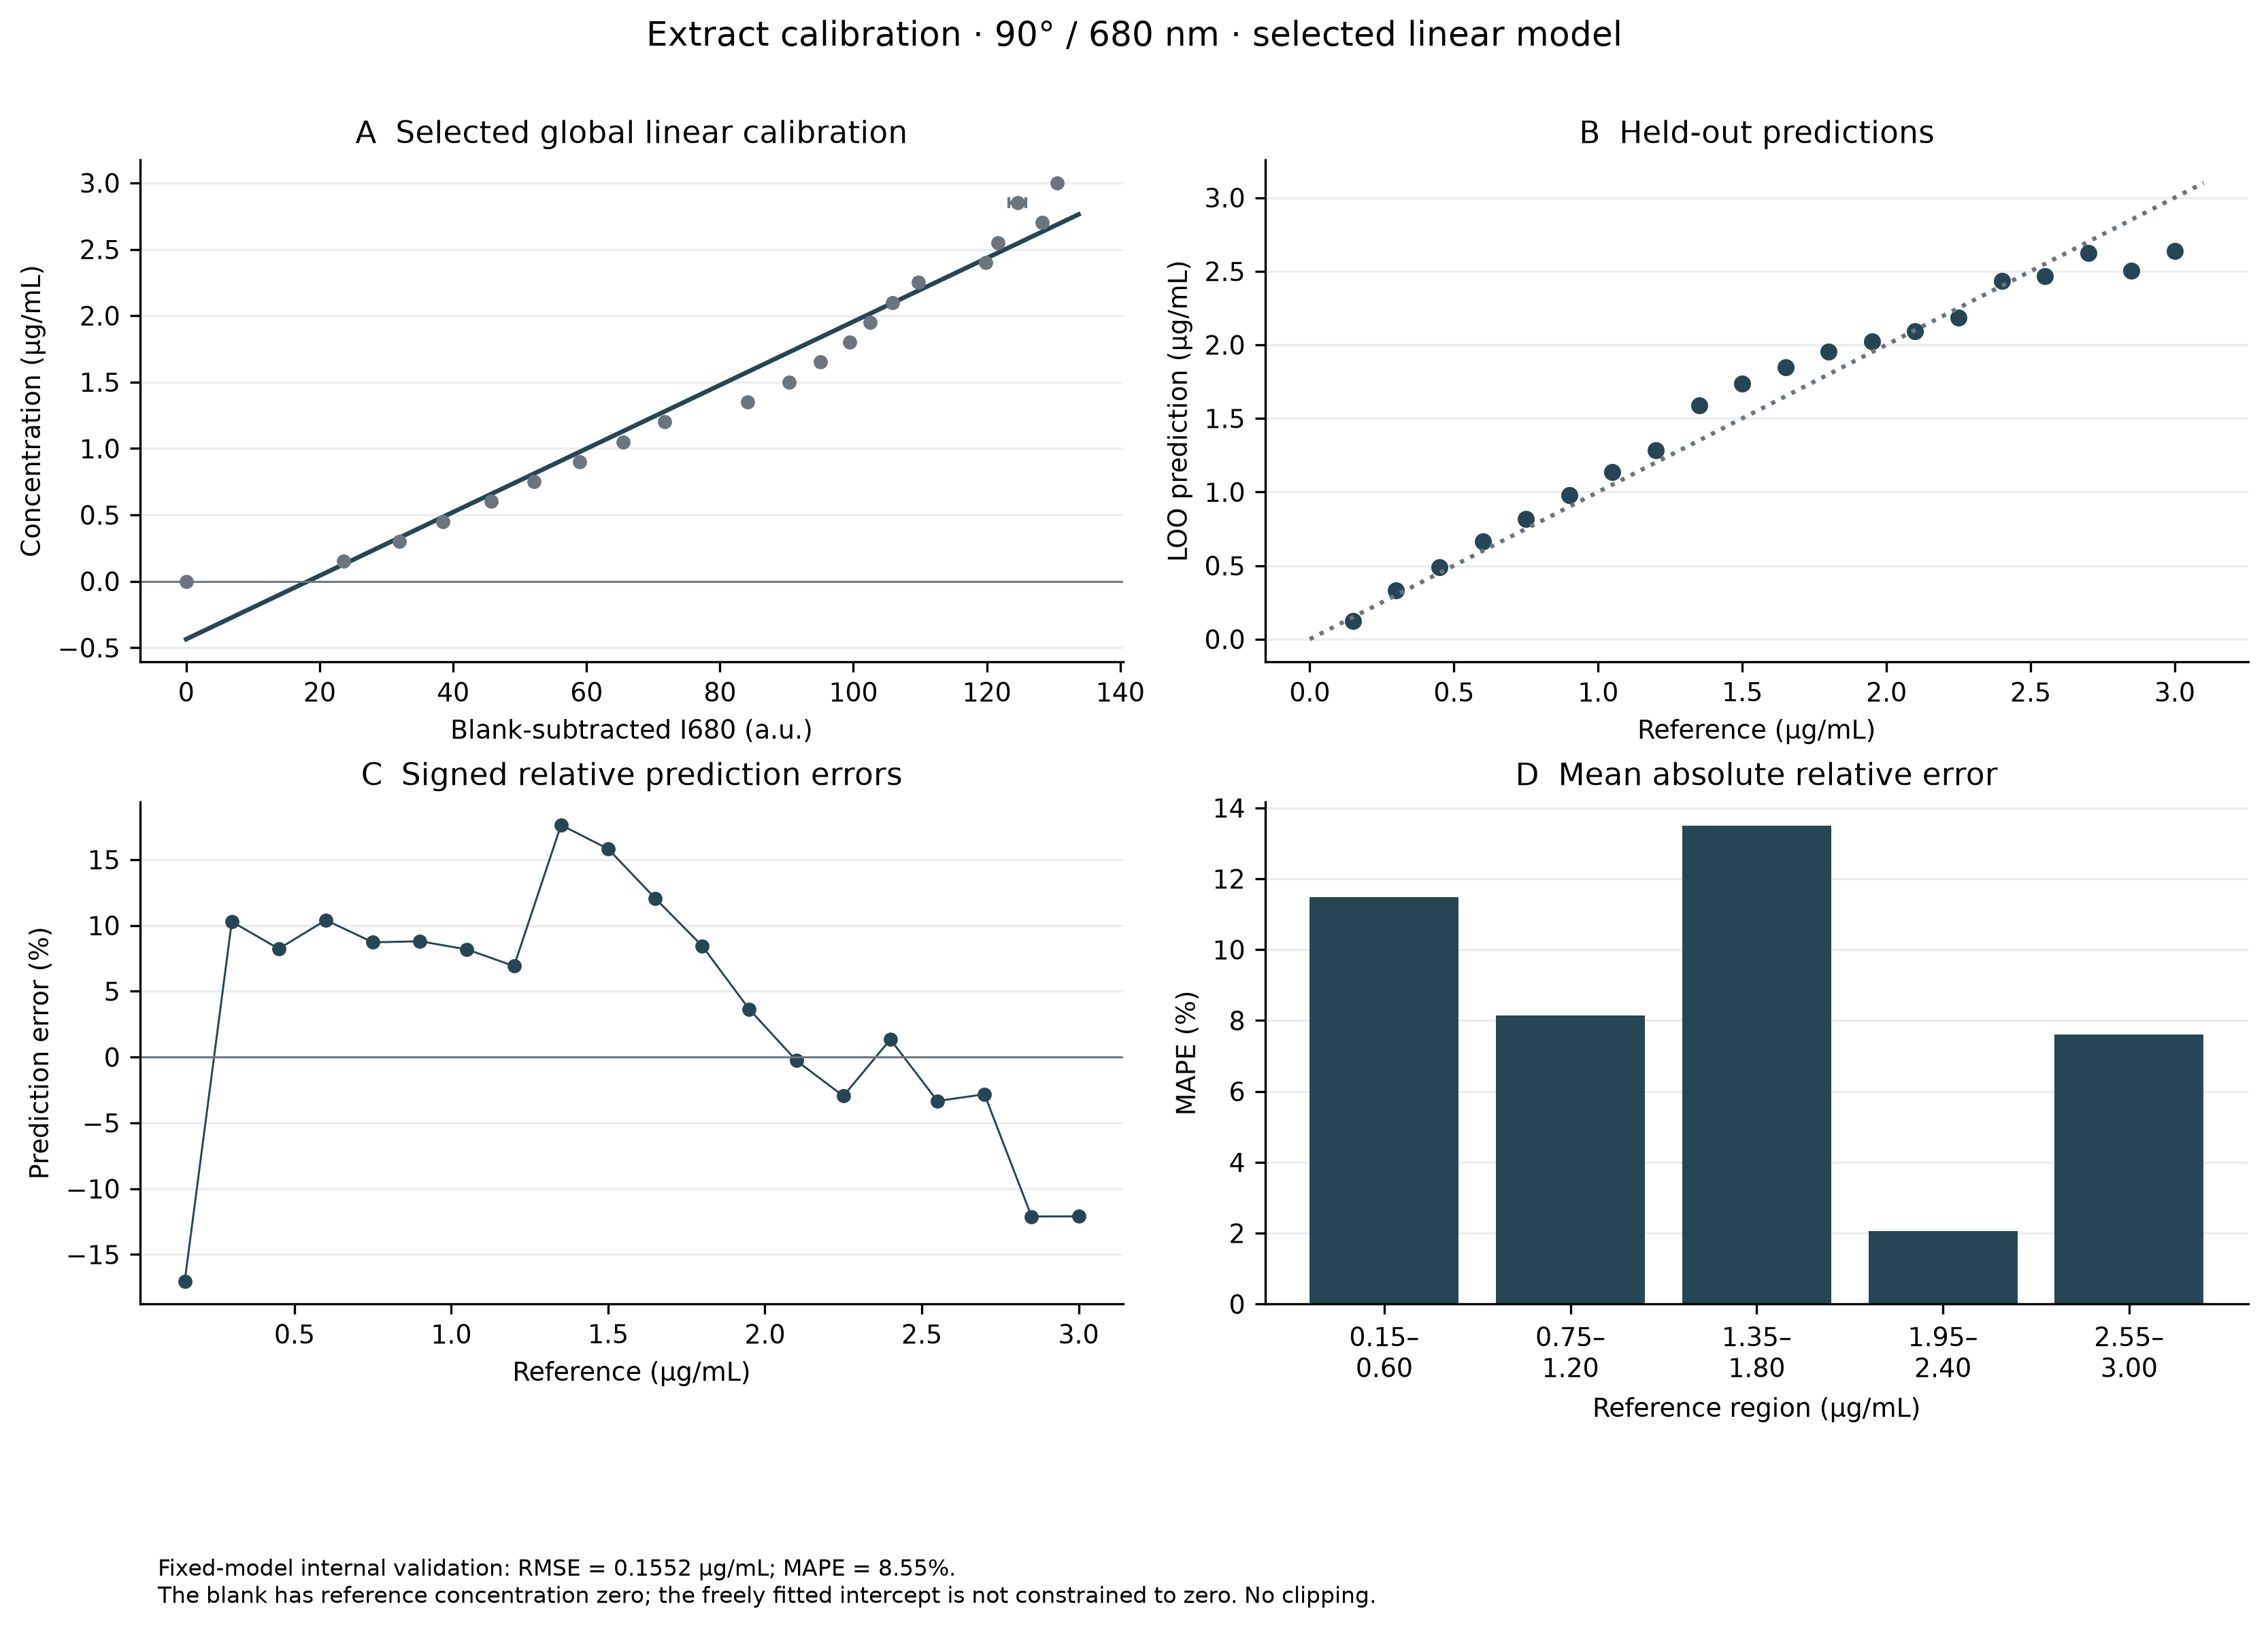 Extract calibration · 90° / 680 nm · selected linear model
A Selected global linear calibration
Concentration (µg/mL)
3.0
2.5
2.0
1.5
1.0
0.5
0.0
−0.5
0 20 40 60 80 100 120 140
Blank-subtracted I680 (a.u.)
B Held-out predictions
LOO prediction (µg/mL)
3.0
2.5
2.0
1.5
1.0
0.5
0.0
0.0 0.5 1.0 1.5 2.0 2.5 3.0
Reference (µg/mL)
C Signed relative prediction errors
Prediction error (%)
15
10
5
0
−5
−10
−15
0.5 1.0 1.5 2.0 2.5 3.0
Reference (µg/mL)
D Mean absolute relative error
MAPE (%)
14
12
10
8
6
4
2
0
0.15– 0.75– 1.35– 1.95– 2.55–
0.60 1.20 1.80 2.40 3.00
Reference region (µg/mL)
Fixed-model internal validation: RMSE = 0.1552 µg/mL; MAPE = 8.55%.
The blank has reference concentration zero; the freely fitted intercept is not constrained to zero. No clipping.